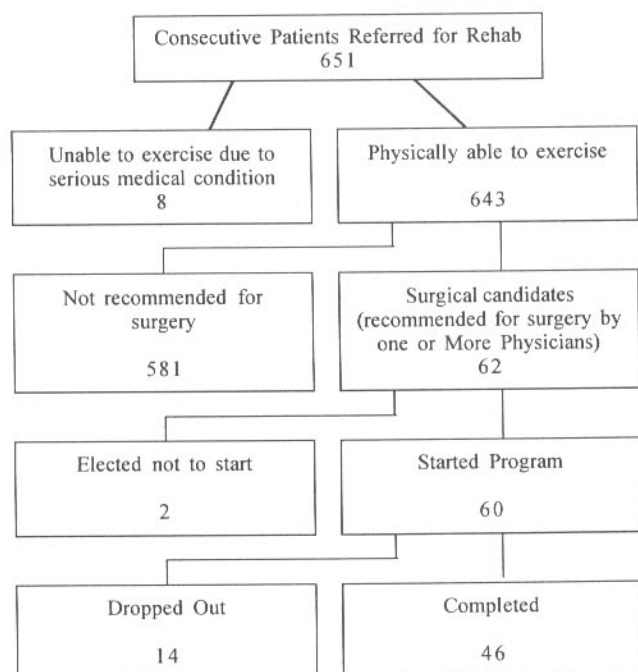 Consecutive Patients Referred for Rehab
651
Unable to exercise due to
serious medical condition
8
Physically able to exercise
643
Not recommended for
surgery
581
Surgical candidates
(recommended for surgery by
one or More Physicians)
62
Elected not to start
2
Started Program
60
Dropped Out
14
Completed
46